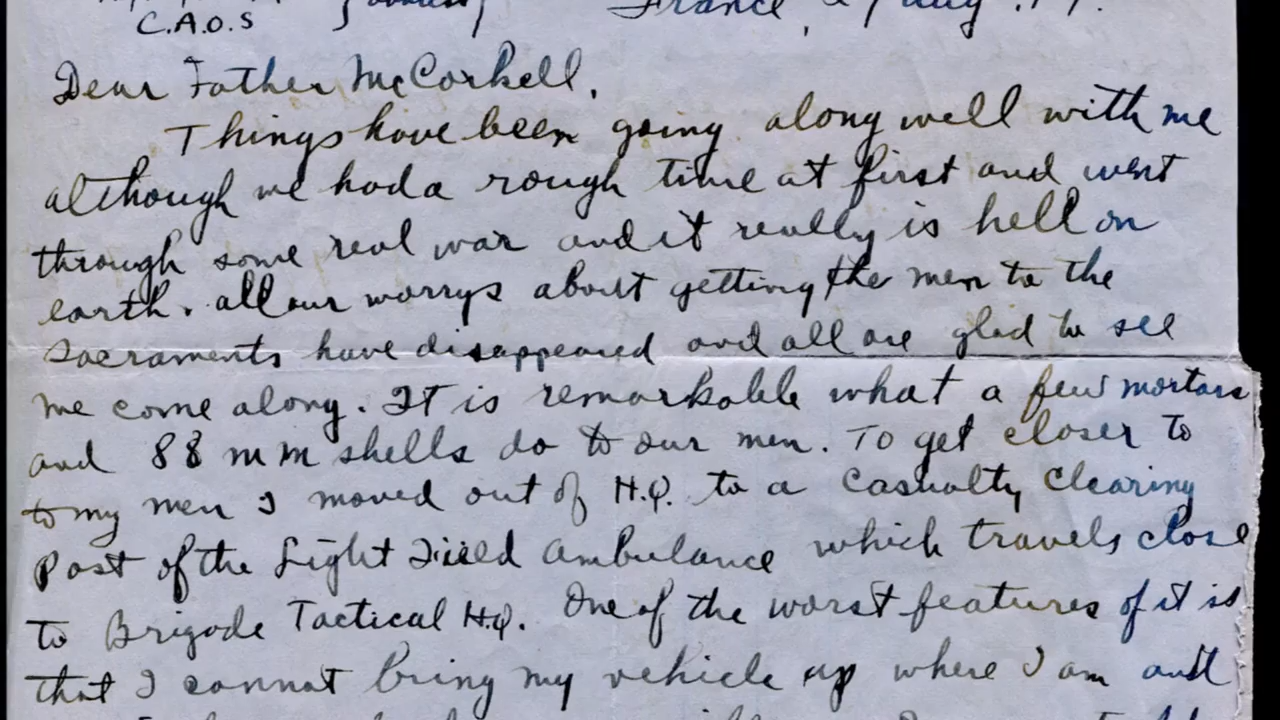 C.A.O.S France,
Dear Father McCorkell,
Things have been going along well with me
although we had a rough time at first and went
through some real war and it really is hell on
earth. all our worrys about getting the men to the
Sacraments have disappeared and all are glad to see
me come along. It is remarkable what a few mortars
and 88 mm shells do to our men. To get closer to
to my men I moved out of H.Q. to a Casualty Clearing
Post of the Light Field Ambulance which travels close
to Brigade Tactical H.Q. One of the worst features of it is
that I cannot bring my vehicle up where I am and